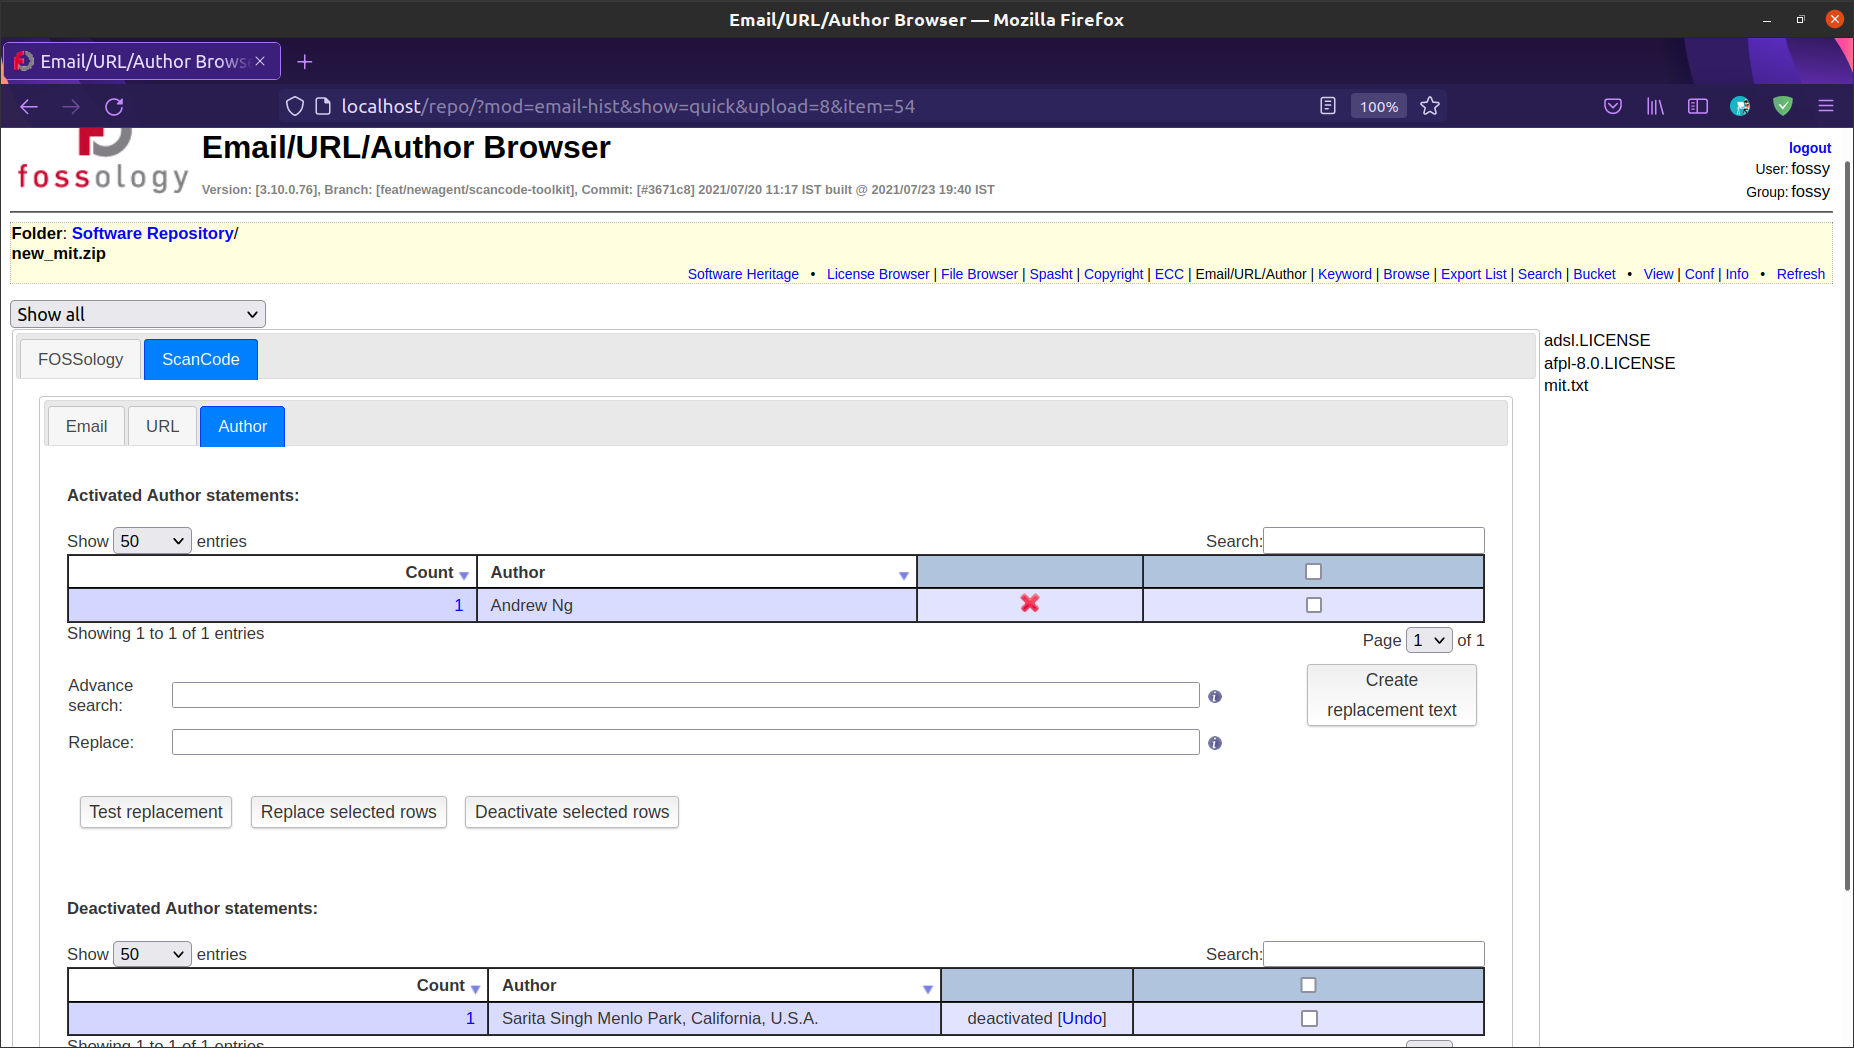 Email/URL/Author Browser — Mozilla Firefox
Email/URL/Author Brows
localhost/repo/?mod=email-hist&show=quick&upload=8&item=54
100%
fossology
Email/URL/Author Browser
Version: [3.10.0.76], Branch: [feat/newagent/scancode-toolkit], Commit: [#3671c8] 2021/07/20 11:17 IST built @ 2021/07/23 19:40 IST
logout
User: fossy
Group: fossy
Folder: Software Repository/
new_mit.zip
Software Heritage • License Browser | File Browser | Spasht | Copyright | ECC | Email/URL/Author | Keyword | Browse | Export List | Search | Bucket • View | Conf | Info • Refresh
Show all
FOSSology ScanCode
adsl.LICENSE
afpl-8.0.LICENSE
mit.txt
Email URL Author
Activated Author statements:
Show 50 entries Search:
Count Author
1 Andrew Ng
Showing 1 to 1 of 1 entries
Page 1 of 1
Advance
search:
Create
replacement text
Replace:
Test replacement Replace selected rows Deactivate selected rows
Deactivated Author statements:
Show 50 entries Search:
Count Author
1 Sarita Singh Menlo Park, California, U.S.A. deactivated [Undo]
Showing 1 to 1 of 1 entries